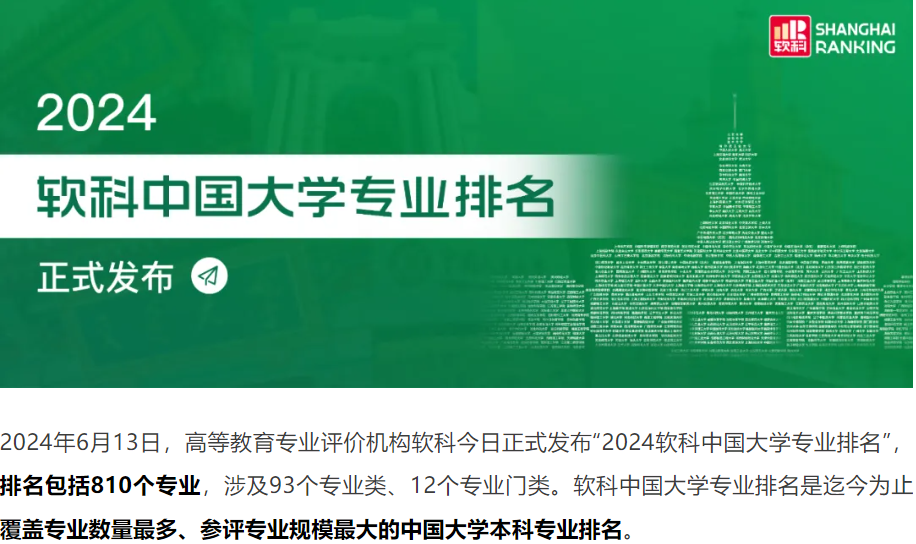 软科
SHANGHAI
RANKING
2024
软科中国大学专业排名
正式发布
2024年6月13日，高等教育专业评价机构软科今日正式发布“2024软科中国大学专业排名”，
排名包括810个专业，涉及93个专业类、12个专业门类。软科中国大学专业排名是迄今为止
覆盖专业数量最多、参评专业规模最大的中国大学本科专业排名。